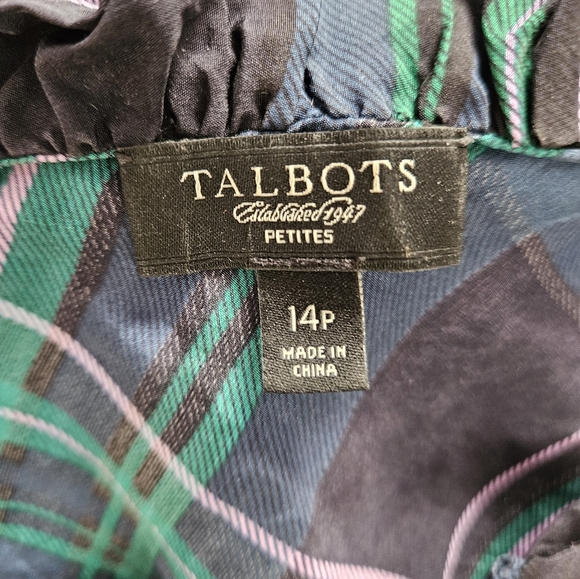 TALBOTS
Established 1947
PETITES
14P
MADE IN
CHINA